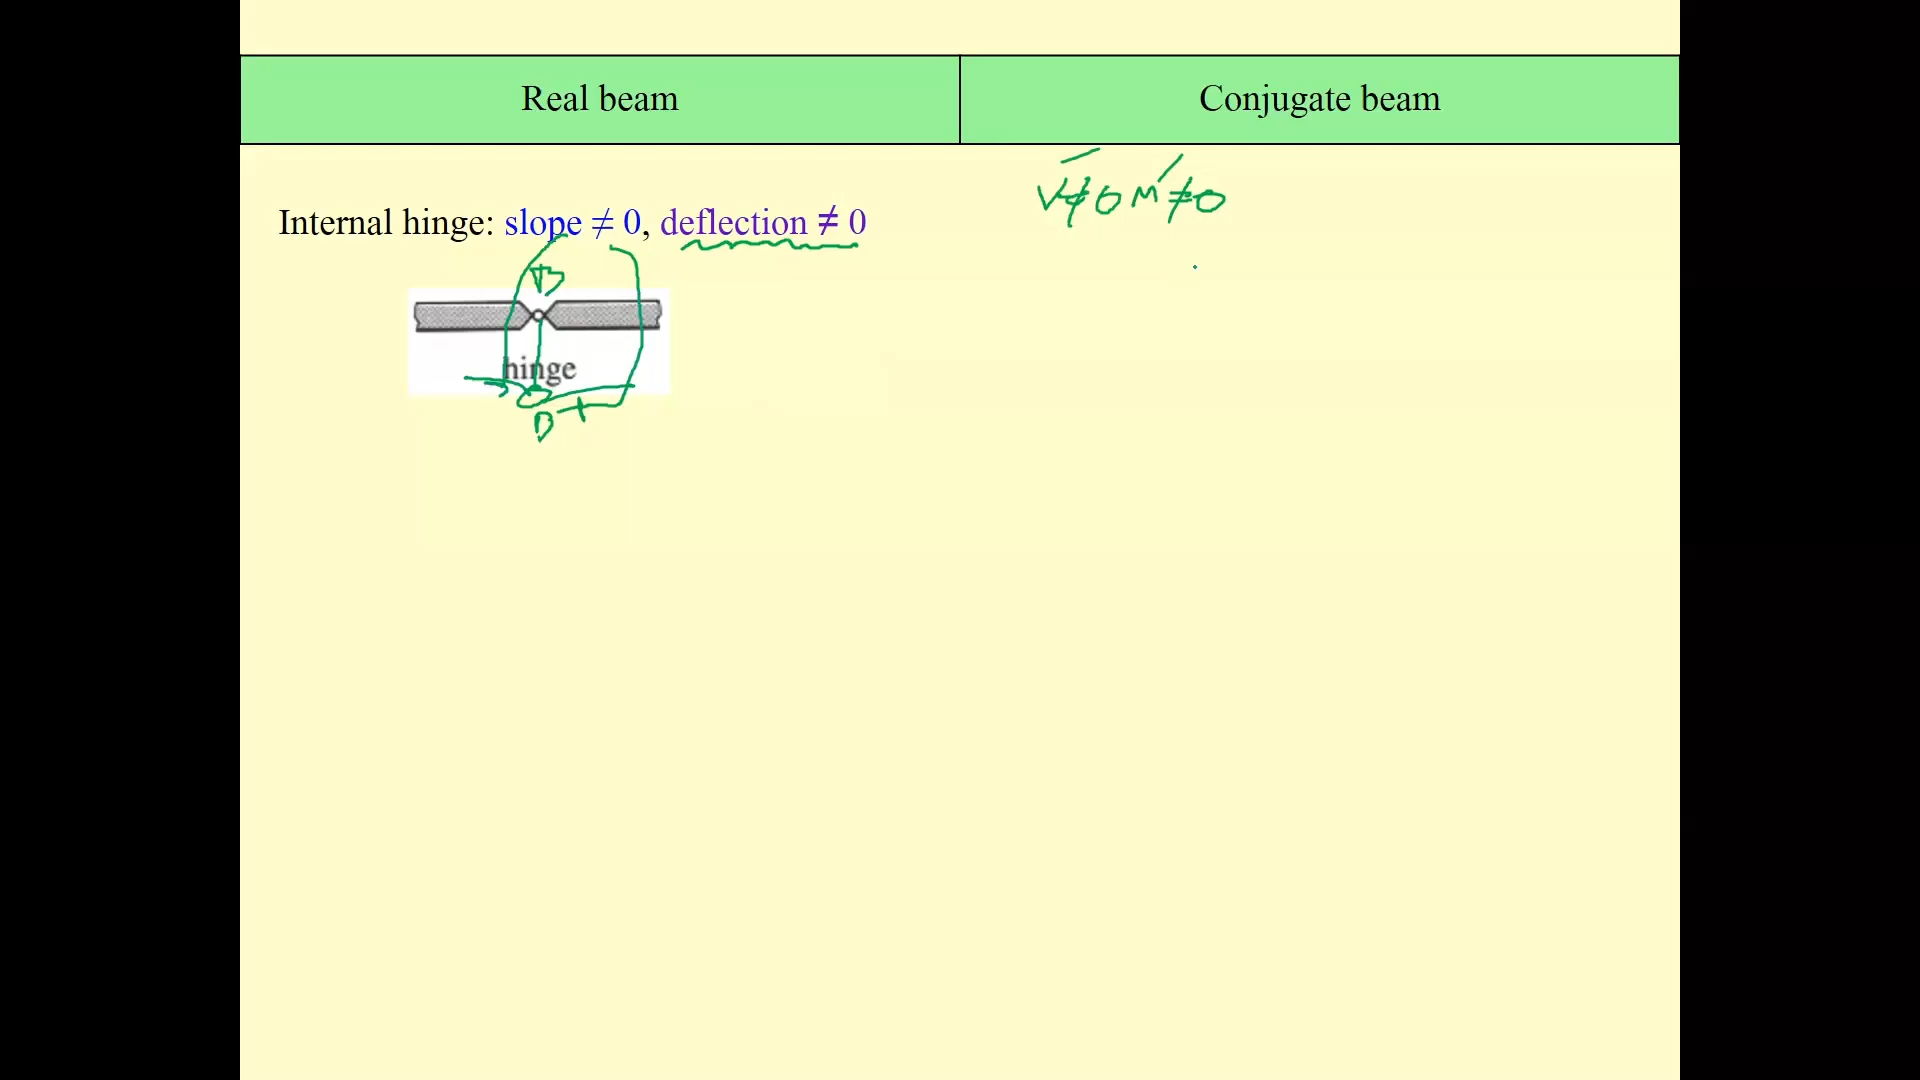 Real beam
Conjugate beam
V≠0 M≠0
Internal hinge: slope ≠ 0, deflection ≠ 0
hinge